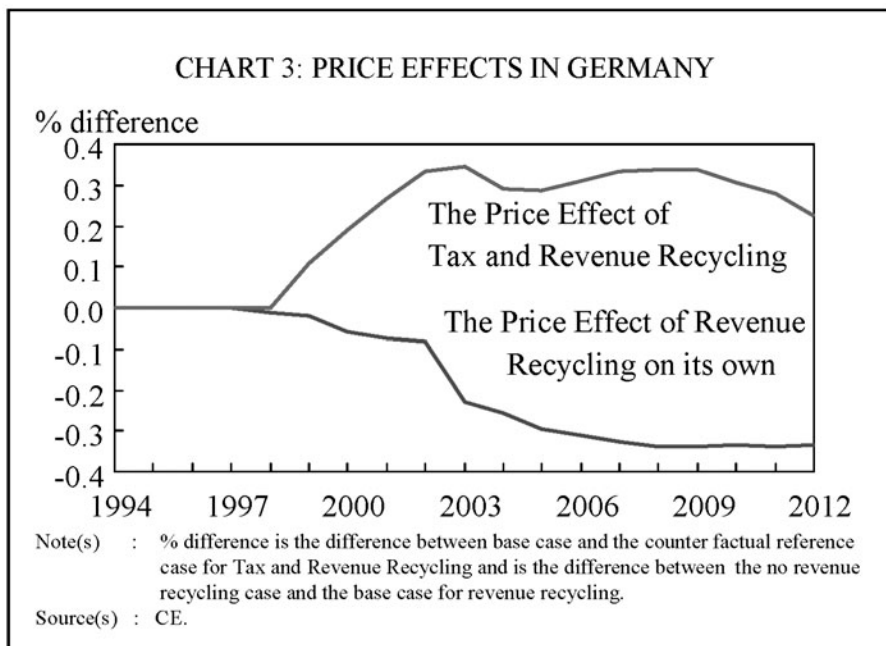 CHART 3: PRICE EFFECTS IN GERMANY
% difference
0.4
0.3
The Price Effect of
0.2
Tax and Revenue Recycling
0.1
0.0
The Price Effect of Revenue
-0.1
Recycling on its own
-0.2
-0.3
-0.4
1994 1997 2000 2003 2006 2009 2012
Note(s) : % difference is the difference between base case and the counter factual reference
case for Tax and Revenue Recycling and is the difference between the no revenue
recycling case and the base case for revenue recycling.
Source(s) : CE.